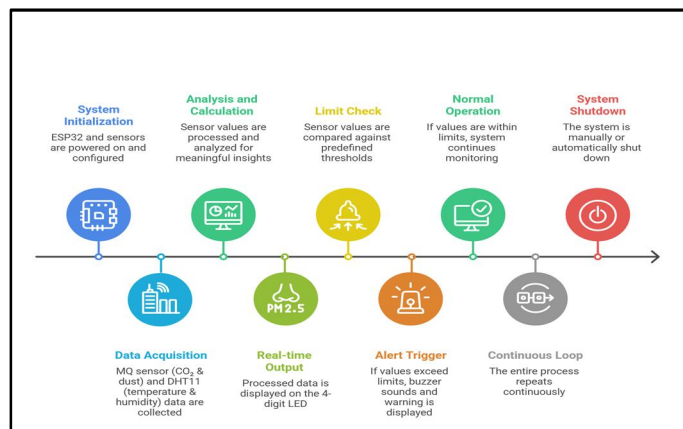 System
Initialization
ESP32 and sensors
are powered on and
configured
Analysis and
Calculation
Sensor values are
processed and
analyzed for
meaningful insights
Limit Check
Sensor values are
compared against
predefined
thresholds
Normal
Operation
If values are within
limits, system
continues
monitoring
System
Shutdown
The system is
manually or
automatically shut
down
PM2.5
Data Acquisition
MQ sensor (CO₂ &
dust) and DHT11
(temperature &
humidity) data are
collected
Real-time
Output
Processed data is
displayed on the 4-
digit LED
Alert Trigger
If values exceed
limits, buzzer
sounds and
warning is
displayed
Continuous Loop
The entire process
repeats
continuously